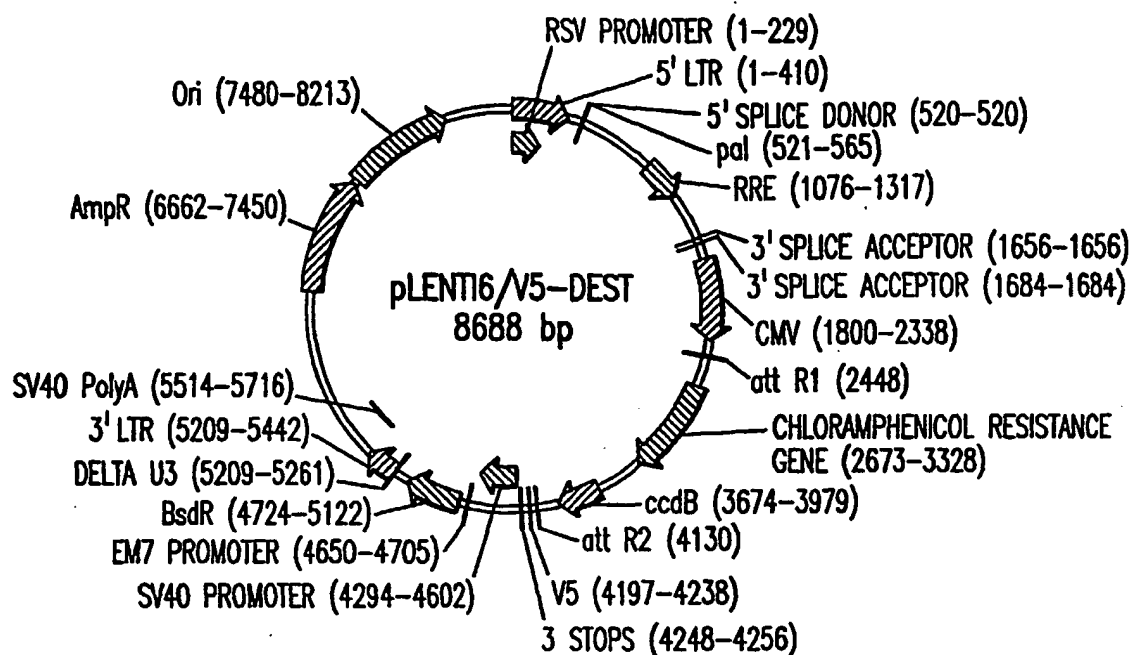 RSV PROMOTER (1-229)
5' LTR (1-410)
5' SPLICE DONOR (520-520)
pal (521-565)
RRE (1076-1317)
3' SPLICE ACCEPTOR (1656-1656)
3' SPLICE ACCEPTOR (1684-1684)
CMV (1800-2338)
att R1 (2448)
CHLORAMPHENICOL RESISTANCE
GENE (2673-3328)
ccdB (3674-3979)
att R2 (4130)
V5 (4197-4238)
3 STOPS (4248-4256)
SV40 PROMOTER (4294-4602)
EM7 PROMOTER (4650-4705)
BsdR (4724-5122)
DELTA U3 (5209-5261)
3' LTR (5209-5442)
SV40 PolyA (5514-5716)
AmpR (6662-7450)
Ori (7480-8213)
pLENTI6/V5-DEST
8688 bp